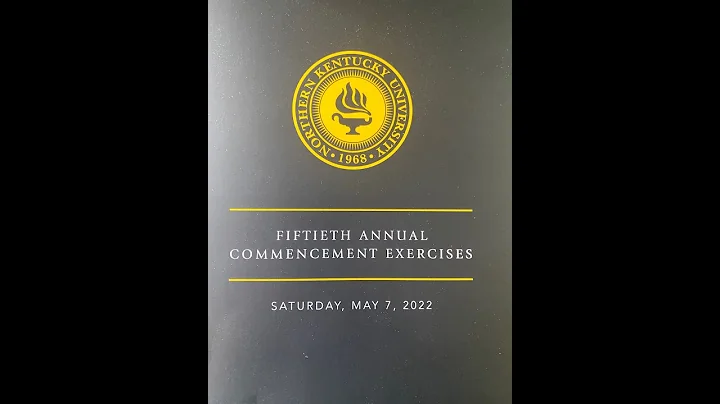 NORTHERN KENTUCKY UNIVERSITY
• 1968 •
FIFTIETH ANNUAL
COMMENCEMENT EXERCISES
SATURDAY, MAY 7, 2022